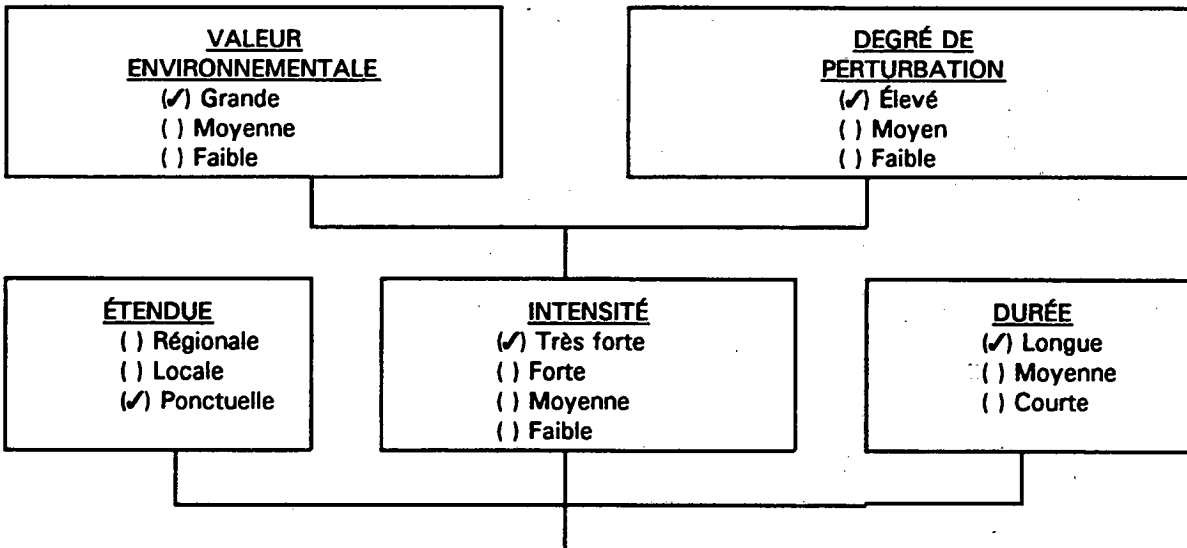 VALEUR
ENVIRONNEMENTALE
(✓) Grande
( ) Moyenne
( ) Faible
DEGRÉ DE
PERTURBATION
(✓) Élevé
( ) Moyen
( ) Faible
ÉTENDUE
( ) Régionale
( ) Locale
(✓) Ponctuelle
INTENSITÉ
(✓) Très forte
( ) Forte
( ) Moyenne
( ) Faible
DURÉE
(✓) Longue
( ) Moyenne
( ) Courte